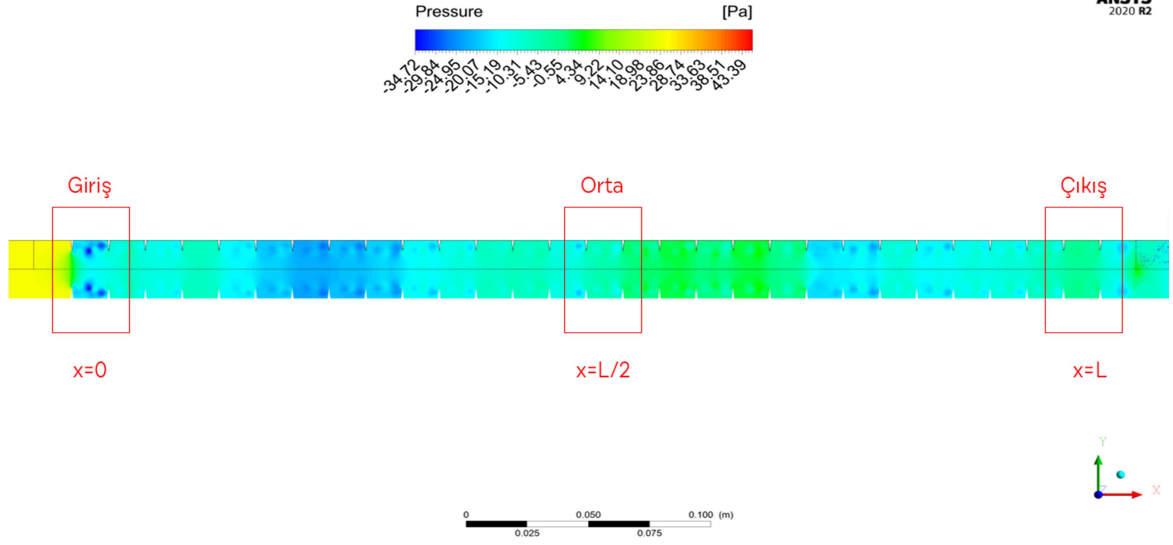 ANSYS
2020 R2
Pressure [Pa]
-34.72 -29.84 -24.95 -20.07 -15.19 -10.31 -5.43 -0.55 4.34 9.22 14.10 18.98 23.86 28.74 33.63 38.51 43.39
Giriş Orta Çıkış
x=0 x=L/2 x=L
Y
Z X
0 0.050 0.100 (m)
0.025 0.075